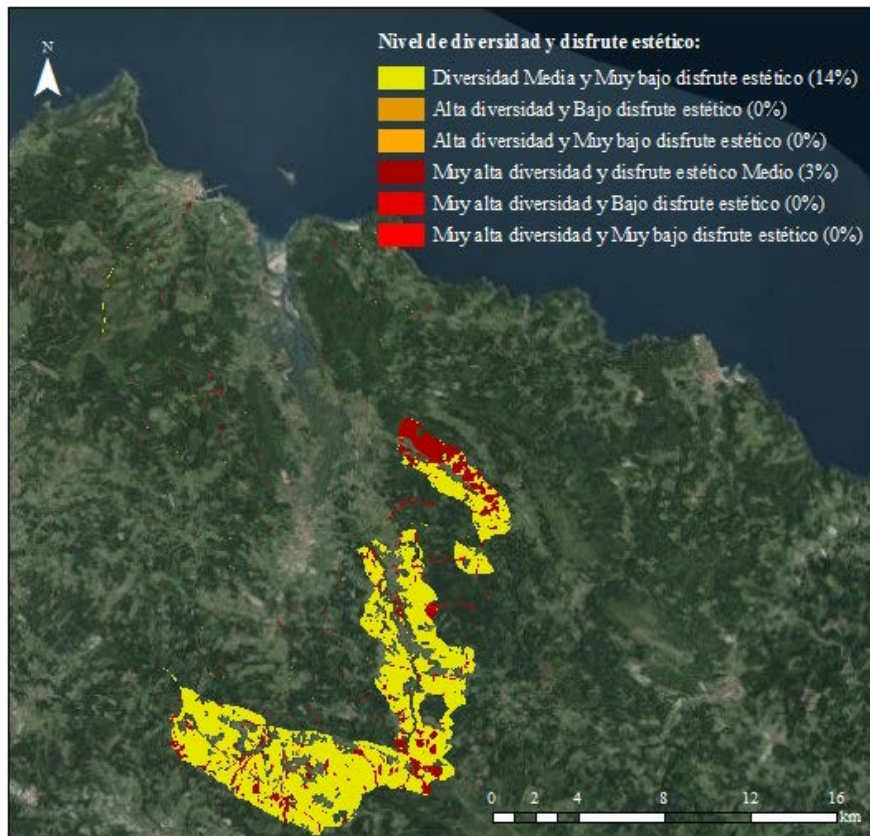 N
Nivel de diversidad y disfrute estético:
Diversidad Media y Muy bajo disfrute estético (14%)
Alta diversidad y Bajo disfrute estético (0%)
Alta diversidad y Muy bajo disfrute estético (0%)
Muy alta diversidad y disfrute estético Medio (3%)
Muy alta diversidad y Bajo disfrute estético (0%)
Muy alta diversidad y Muy bajo disfrute estético (0%)
0 2 4 8 12 16
km